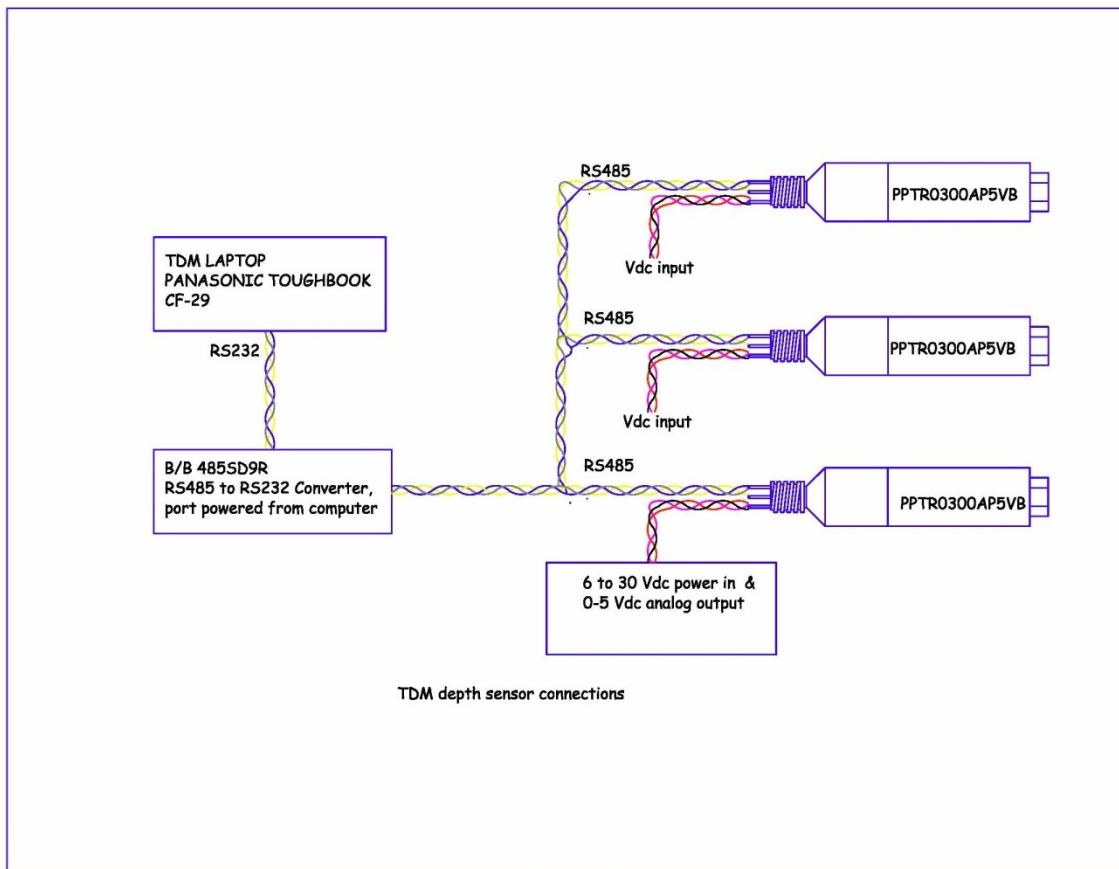 RS485
PPTR0300AP5VB
Vdc input
TDM LAPTOP
PANASONIC TOUGHBOOK
CF-29
RS232
RS485
PPTR0300AP5VB
Vdc input
B/B 485SD9R
RS485 to RS232 Converter,
port powered from computer
RS485
PPTR0300AP5VB
6 to 30 Vdc power in &
0-5 Vdc analog output
TDM depth sensor connections